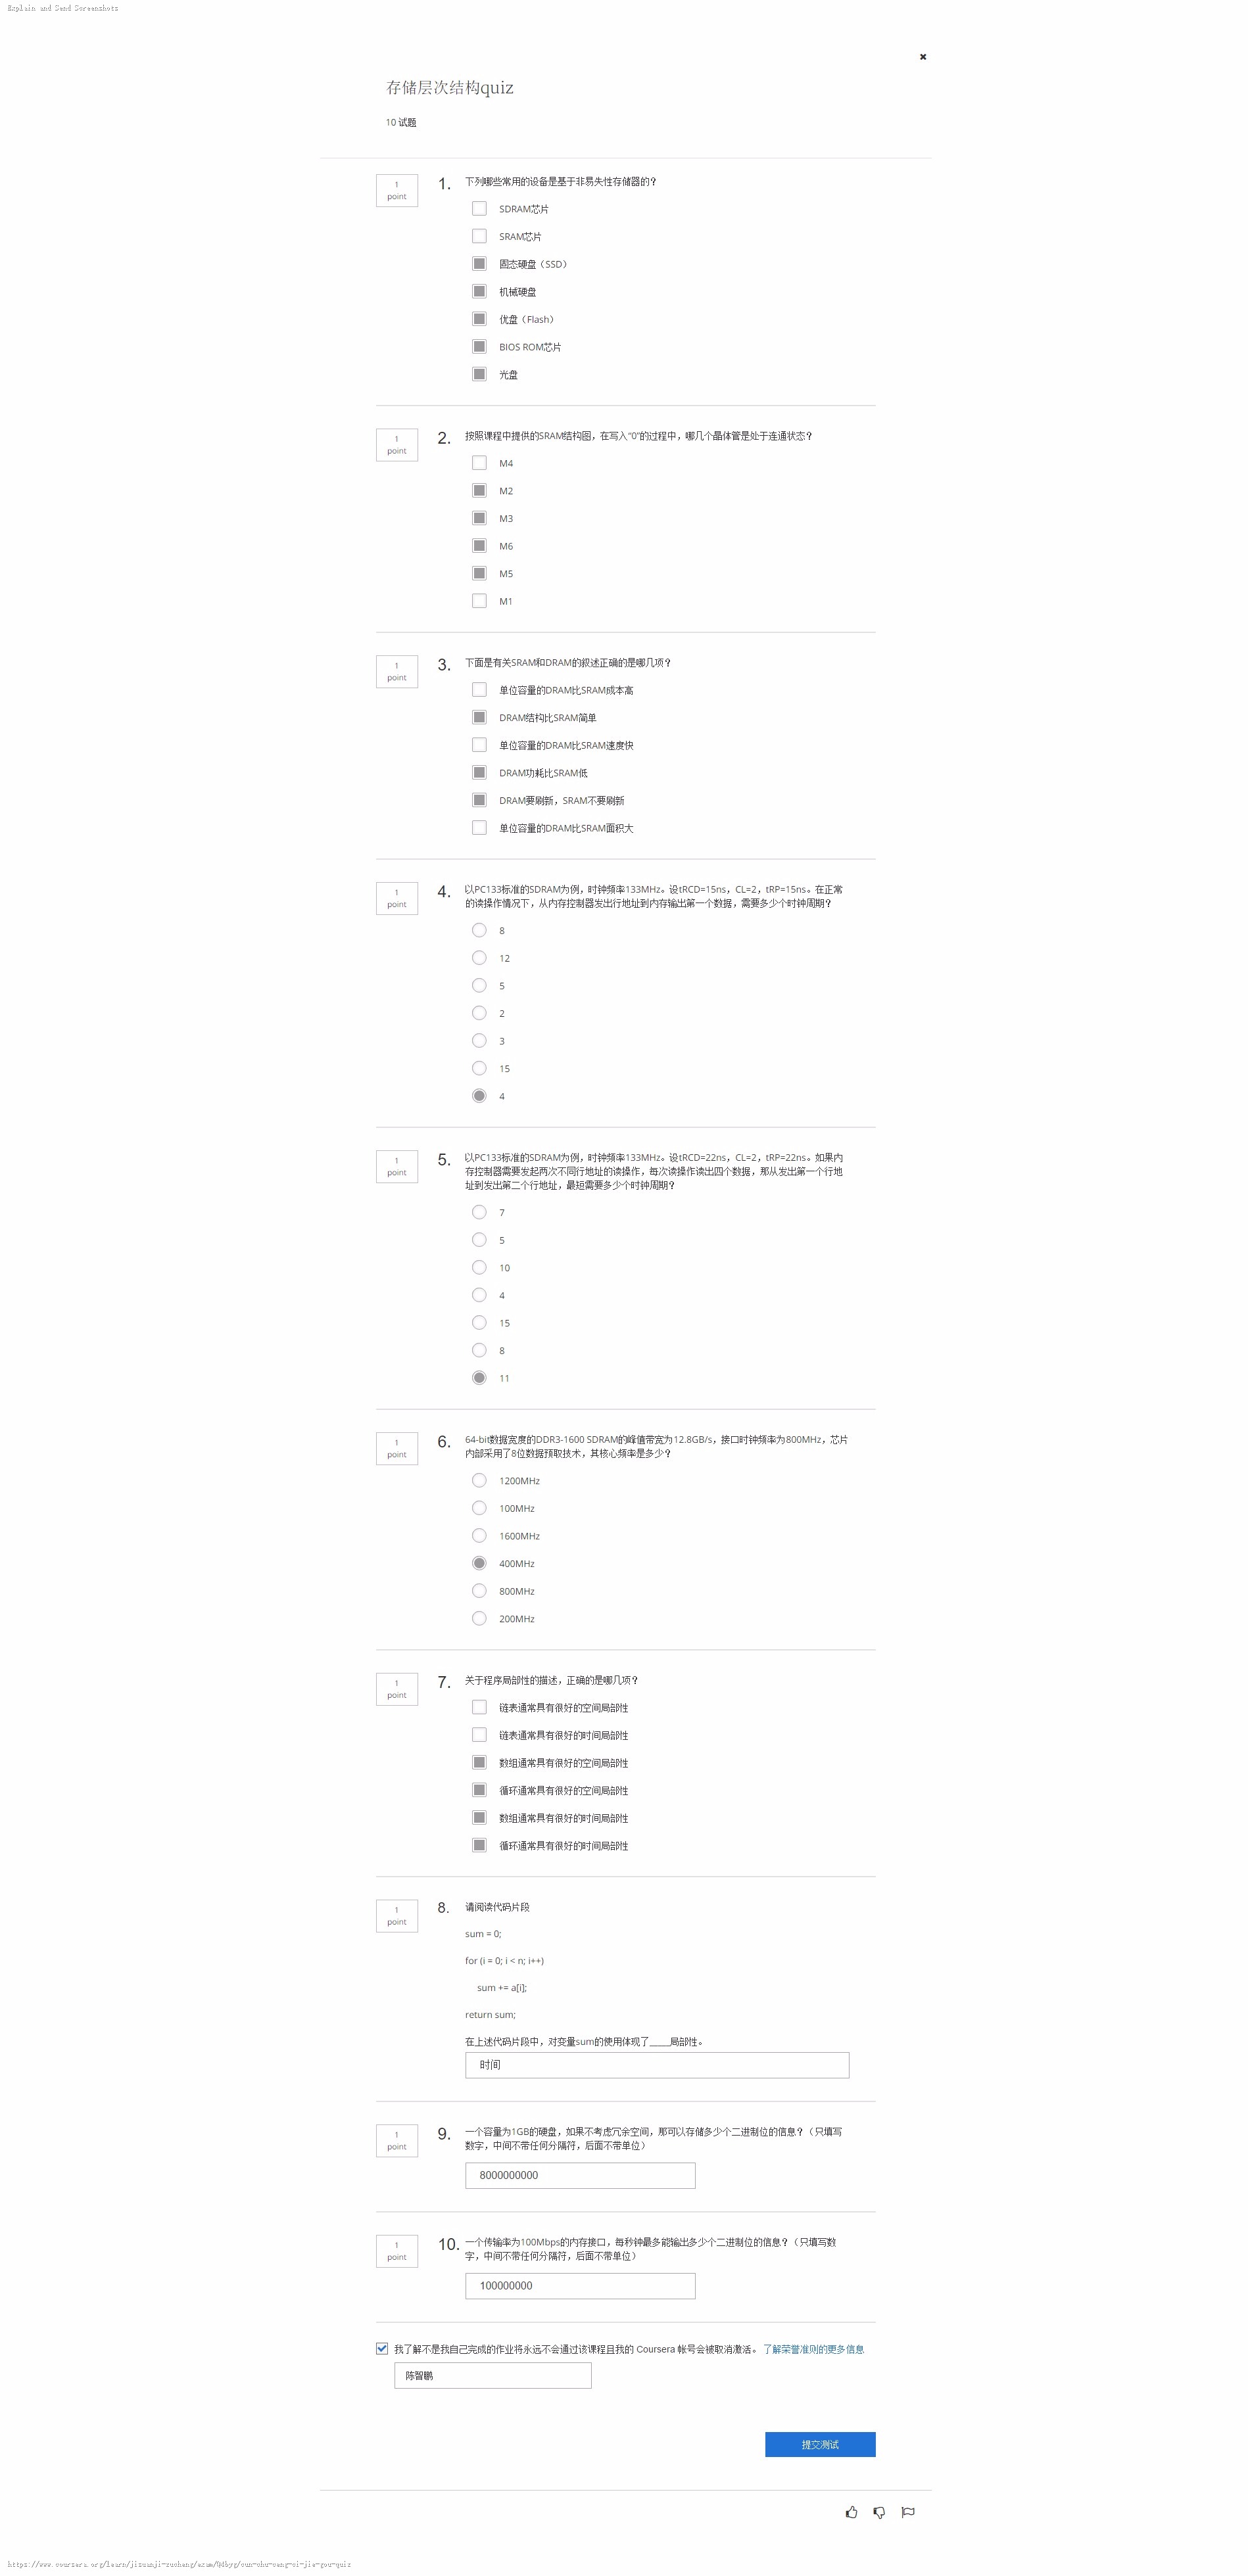 Explain and Send Screenshots
存储层次结构quiz
10 试题
1
point
1.
下列哪些常用的设备是基于非易失性存储器的？
SDRAM芯片
SRAM芯片
固态硬盘（SSD）
机械硬盘
优盘（Flash）
BIOS ROM芯片
光盘
1
point
2.
按照课程中提供的SRAM结构图，在写入“0”的过程中，哪几个晶体管是处于连通状态？
M4
M2
M3
M6
M5
M1
1
point
3.
下面是有关SRAM和DRAM的叙述正确的是哪几项？
单位容量的DRAM比SRAM成本高
DRAM结构比SRAM简单
单位容量的DRAM比SRAM速度快
DRAM功耗比SRAM低
DRAM要刷新，SRAM不要刷新
单位容量的DRAM比SRAM面积大
1
point
4.
以PC133标准的SDRAM为例，时钟频率133MHz。设tRCD=15ns，CL=2，tRP=15ns。在正常
的读操作情况下，从内存控制器发出行地址到内存输出第一个数据，需要多少个时钟周期？
8
12
5
2
3
15
4
1
point
5.
以PC133标准的SDRAM为例，时钟频率133MHz。设tRCD=22ns，CL=2，tRP=22ns。如果内
存控制器需要发起两次不同行地址的读操作，每次读操作读出四个数据，那从发出第一个行地
址到发出第二个行地址，最短需要多少个时钟周期？
7
5
10
4
15
8
11
1
point
6.
64-bit数据宽度的DDR3-1600 SDRAM的峰值带宽为12.8GB/s，接口时钟频率为800MHz，芯片
内部采用了8位数据预取技术，其核心频率是多少？
1200MHz
100MHz
1600MHz
400MHz
800MHz
200MHz
1
point
7.
关于程序局部性的描述，正确的是哪几项？
链表通常具有很好的空间局部性
链表通常具有很好的时间局部性
数组通常具有很好的空间局部性
循环通常具有很好的空间局部性
数组通常具有很好的时间局部性
循环通常具有很好的时间局部性
1
point
8.
请阅读代码片段
sum = 0;
for (i = 0; i < n; i++)
sum += a[i];
return sum;
在上述代码片段中，对变量sum的使用体现了_____局部性。
时间
1
point
9.
一个容量为1GB的硬盘，如果不考虑冗余空间，那可以存储多少个二进制位的信息？（只填写
数字，中间不带任何分隔符，后面不带单位）
8000000000
1
point
10.
一个传输率为100Mbps的内存接口，每秒钟最多能输出多少个二进制位的信息？（只填写数
字，中间不带任何分隔符，后面不带单位）
100000000
我了解不是我自己完成的作业将永远不会通过该课程且我的 Coursera 帐号会被取消激活。 了解荣誉准则的更多信息
陈智鹏
提交测试